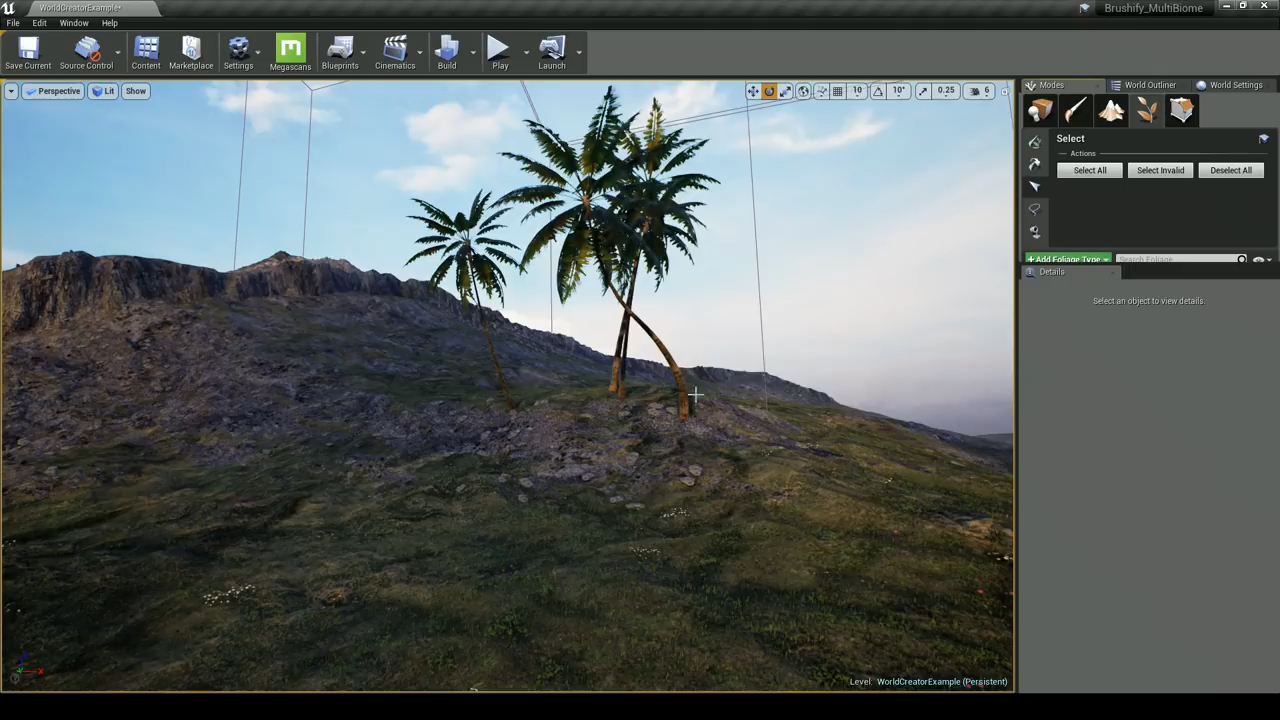 WorldCreatorExample*
Brushify_MultiBiome
File Edit Window Help
Save Current Source Control Content Marketplace Settings Megascans Blueprints Cinematics Build Play Launch
Perspective Lit Show 10 10° 0.25 6
Modes World Outliner World Settings
Select
Actions
Select All Select Invalid Deselect All
+Add Foliage Type Search Foliage
Details
Select an object to view details.
Level: WorldCreatorExample (Persistent)